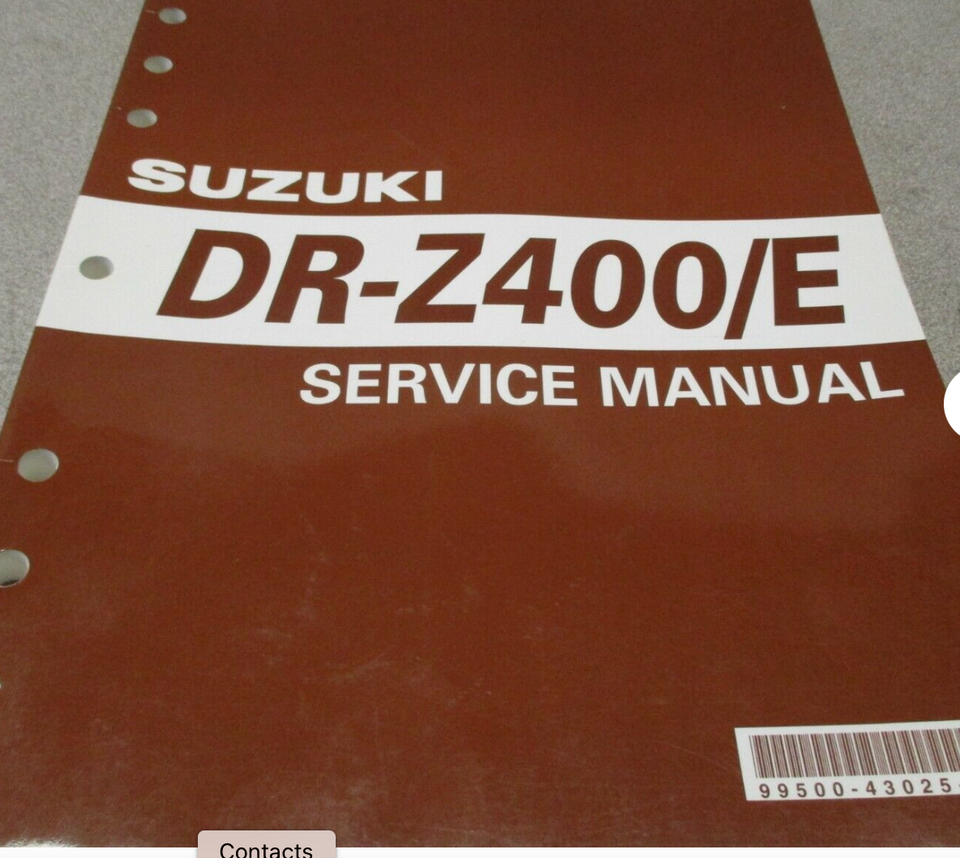 SUZUKI
DR-Z400/E
SERVICE MANUAL
99500-43025-
Contacts